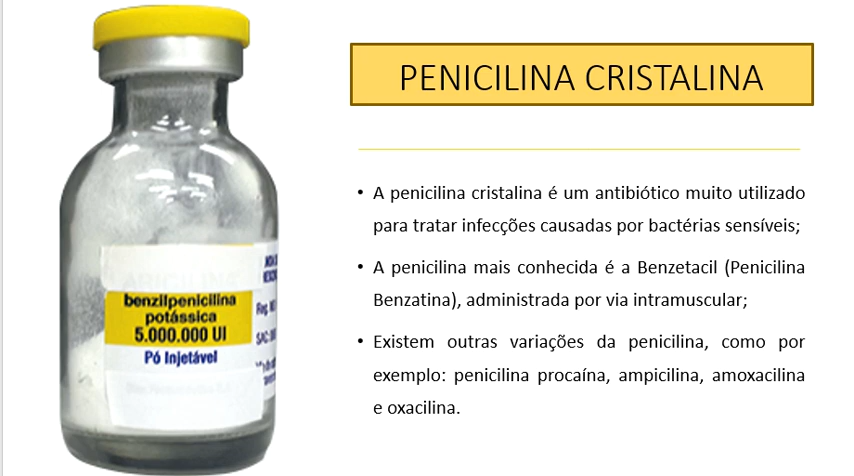 PENICILINA CRISTALINA
• A penicilina cristalina é um antibiótico muito utilizado
para tratar infecções causadas por bactérias sensíveis;
• A penicilina mais conhecida é a Benzetacil (Penicilina
Benzatina), administrada por via intramuscular;
• Existem outras variações da penicilina, como por
exemplo: penicilina procaína, ampicilina, amoxacilina
e oxacilina.
benzilpenicilina
potássica
5.000.000 UI
Pó Injetável
Reg.
SAC: